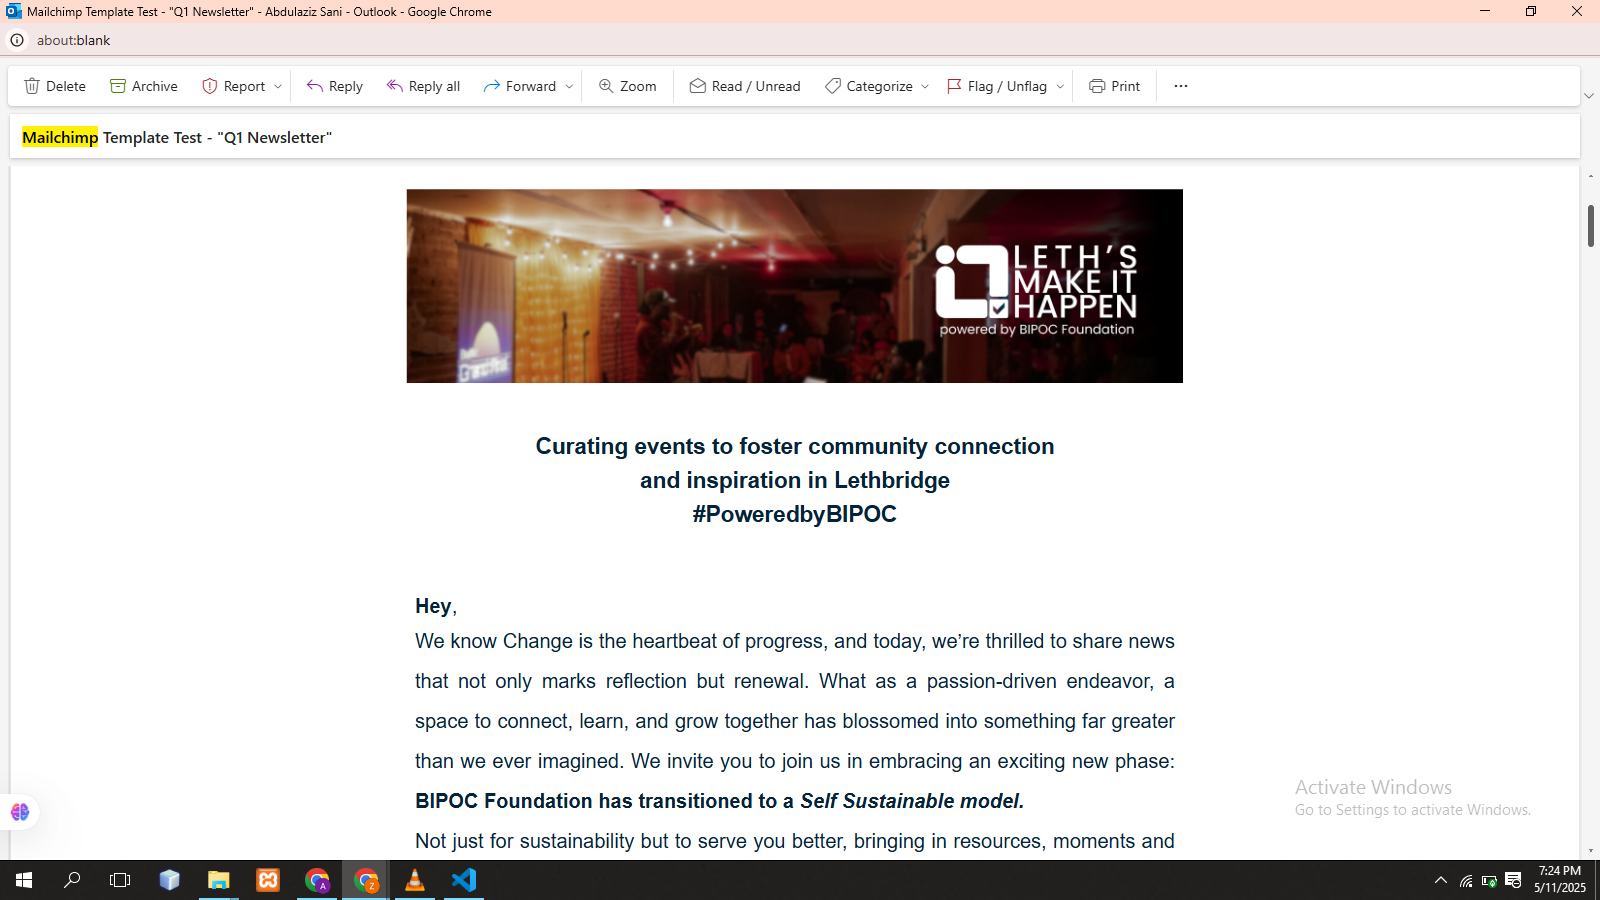 Mailchimp Template Test - "Q1 Newsletter" - Abdulaziz Sani - Outlook - Google Chrome
about:blank
Delete Archive Report Reply Reply all Forward Zoom Read / Unread Categorize Flag / Unflag Print
Mailchimp Template Test - "Q1 Newsletter"
LETH'S
MAKE IT
HAPPEN
powered by BIPOC Foundation
Curating events to foster community connection
and inspiration in Lethbridge
#PoweredbyBIPOC
Hey,
We know Change is the heartbeat of progress, and today, we’re thrilled to share news
that not only marks reflection but renewal. What as a passion-driven endeavor, a
space to connect, learn, and grow together has blossomed into something far greater
than we ever imagined. We invite you to join us in embracing an exciting new phase:
BIPOC Foundation has transitioned to a Self Sustainable model.
Not just for sustainability but to serve you better, bringing in resources, moments and
Activate Windows
Go to Settings to activate Windows.
7:24 PM
5/11/2025